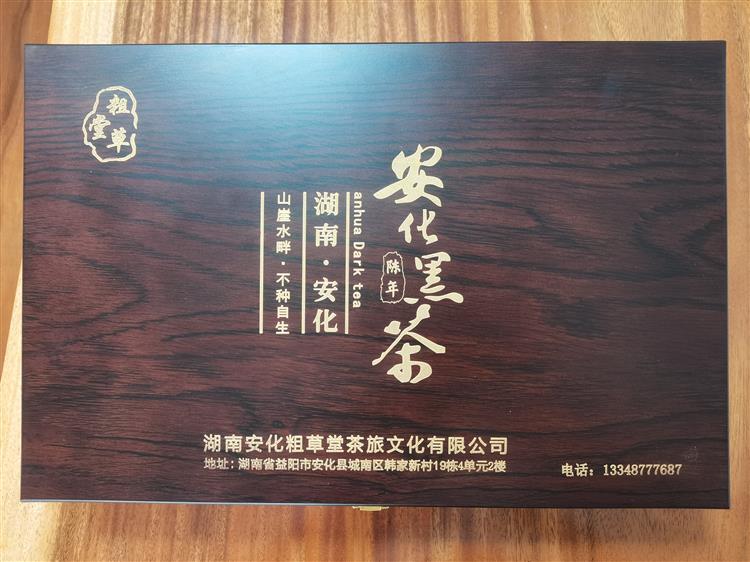 粗草堂
安化黑茶
陈年
anhua Dark tea
湖南·安化
山崖水畔·不种自生
湖南安化粗草堂茶旅文化有限公司
地址：湖南省益阳市安化县城南区韩家新村19栋4单元2楼
电话：13348777687